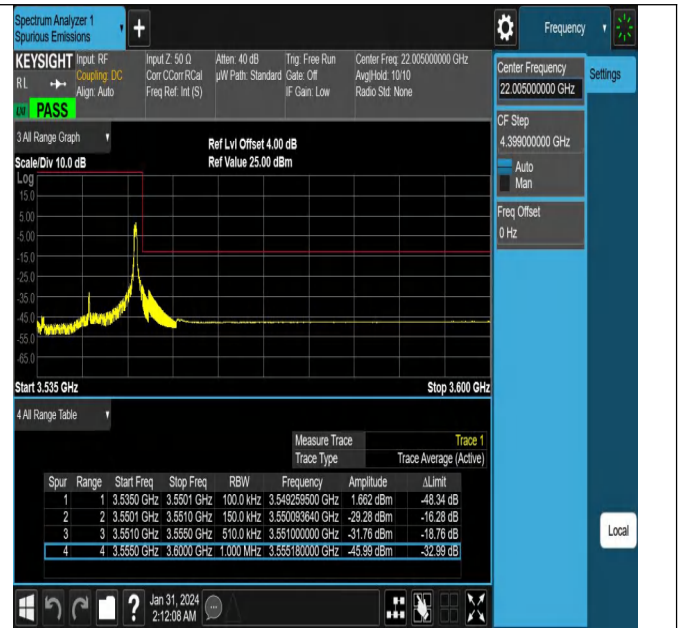 Spectrum Analyzer 1
Spurious Emissions
+
Frequency
KEYSIGHT
RL
Input: RF
Coupling: DC
Align: Auto
Input Z: 50 Ω
Corr CCorr RCal
Freq Ref: Int (S)
Atten: 40 dB
µW Path: Standard
Trig: Free Run
Gate: Off
IF Gain: Low
Center Freq: 22.005000000 GHz
Avg|Hold: 10/10
Radio Std: None
LNI PASS
Center Frequency
22.005000000 GHz
Settings
CF Step
4.399000000 GHz
Auto
Man
Freq Offset
0 Hz
3 All Range Graph
Scale/Div 10.0 dB
Ref Lvl Offset 4.00 dB
Ref Value 25.00 dBm
Log
15.0
5.00
-5.00
-15.0
-25.0
-35.0
-45.0
-55.0
-65.0
Start 3.535 GHz
Stop 3.600 GHz
4 All Range Table
Measure Trace Trace 1
Trace Type Trace Average (Active)
Spur Range Start Freq Stop Freq RBW Frequency Amplitude ΔLimit
1 1 3.5350 GHz 3.5501 GHz 100.0 kHz 3.549259500 GHz 1.662 dBm -48.34 dB
2 2 3.5501 GHz 3.5510 GHz 150.0 kHz 3.550093640 GHz -29.28 dBm -16.28 dB
3 3 3.5510 GHz 3.5550 GHz 510.0 kHz 3.551000000 GHz -31.76 dBm -18.76 dB
4 4 3.5550 GHz 3.6000 GHz 1.000 MHz 3.555180000 GHz -45.99 dBm -32.99 dB
Local
?
Jan 31, 2024
2:12:08 AM